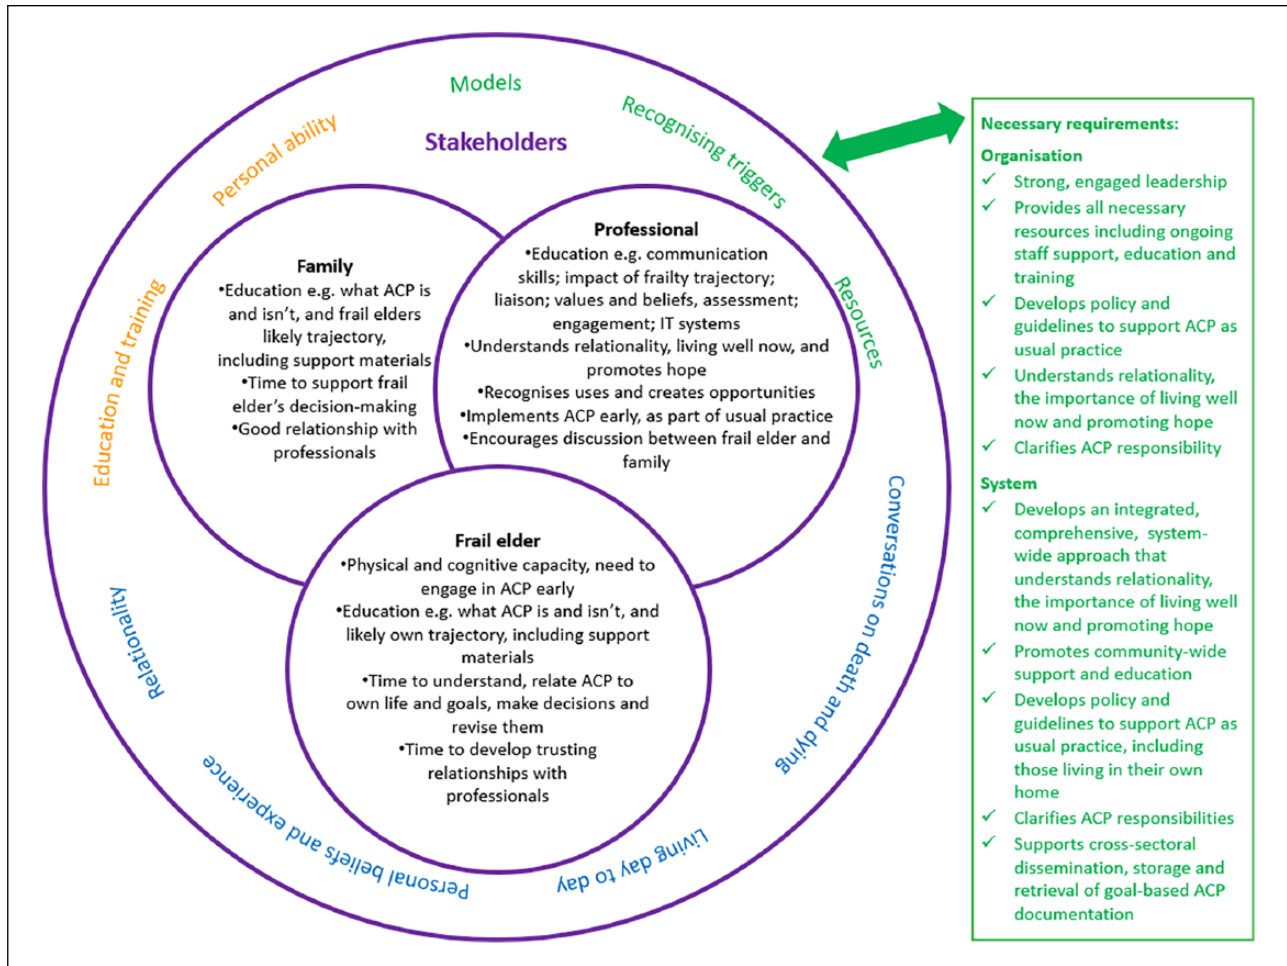 Models
Personal ability
Recognising triggers
Stakeholders
Education and training
Resources
Relationality
Conversations on death and dying
Personal beliefs and experience
Living day to day
Family
•Education e.g. what ACP is
and isn't, and frail elders
likely trajectory,
including support materials
•Time to support frail
elder's decision-making
•Good relationship with
professionals
Professional
•Education e.g. communication
skills; impact of frailty trajectory;
liaison; values and beliefs, assessment;
engagement; IT systems
•Understands relationality, living well now, and
promotes hope
•Recognises uses and creates opportunities
•Implements ACP early, as part of usual practice
•Encourages discussion between frail elder and
family
Frail elder
•Physical and cognitive capacity, need to
engage in ACP early
•Education e.g. what ACP is and isn't, and
likely own trajectory, including support
materials
•Time to understand, relate ACP to
own life and goals, make decisions and
revise them
•Time to develop trusting
relationships with
professionals
Necessary requirements:
Organisation
✓ Strong, engaged leadership
✓ Provides all necessary
resources including ongoing
staff support, education and
training
✓ Develops policy and
guidelines to support ACP as
usual practice
✓ Understands relationality,
the importance of living well
now and promoting hope
✓ Clarifies ACP responsibility
System
✓ Develops an integrated,
comprehensive, system-
wide approach that
understands relationality,
the importance of living well
now and promoting hope
✓ Promotes community-wide
support and education
✓ Develops policy and
guidelines to support ACP as
usual practice, including
those living in their own
home
✓ Clarifies ACP responsibilities
✓ Supports cross-sectoral
dissemination, storage and
retrieval of goal-based ACP
documentation